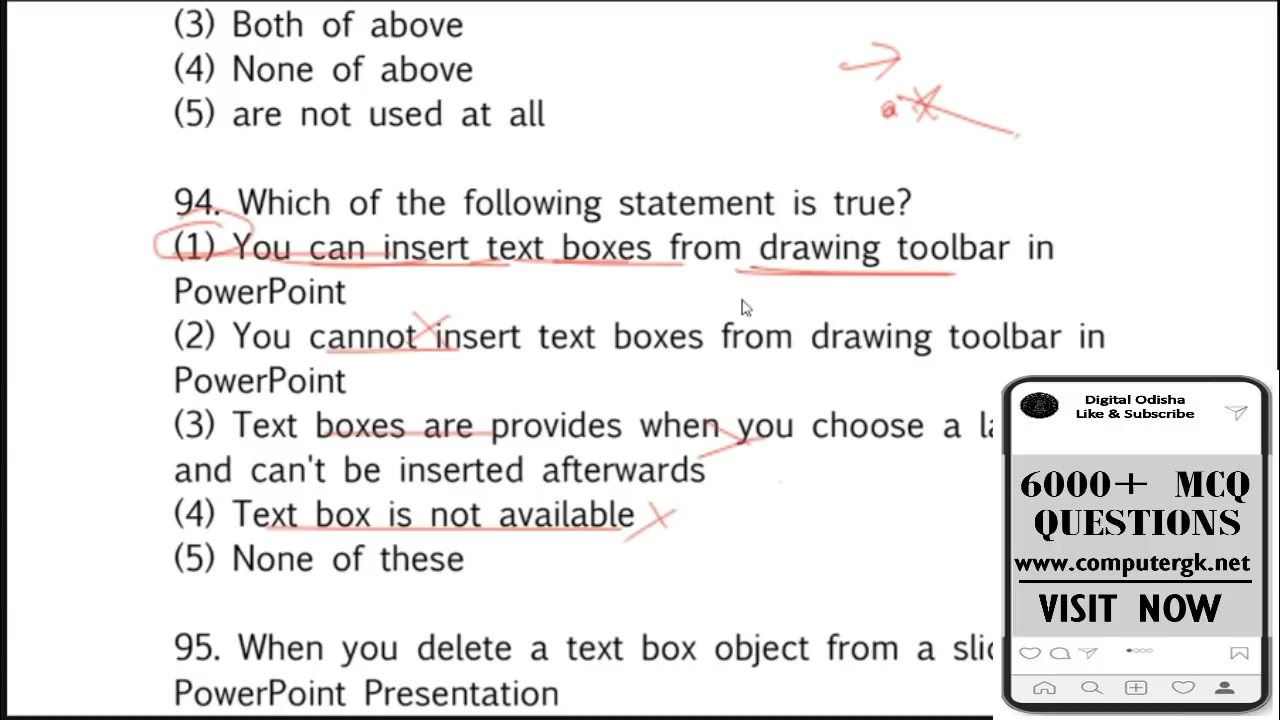 (3) Both of above
(4) None of above
(5) are not used at all
94. Which of the following statement is true?
(1) You can insert text boxes from drawing toolbar in
PowerPoint
(2) You cannot insert text boxes from drawing toolbar in
PowerPoint
(3) Text boxes are provides when you choose a
and can't be inserted afterwards
(4) Text box is not available
(5) None of these
95. When you delete a text box object from a
PowerPoint Presentation
Digital Odisha
Like & Subscribe
6000+ MCQ
QUESTIONS
www.computergk.net
VISIT NOW